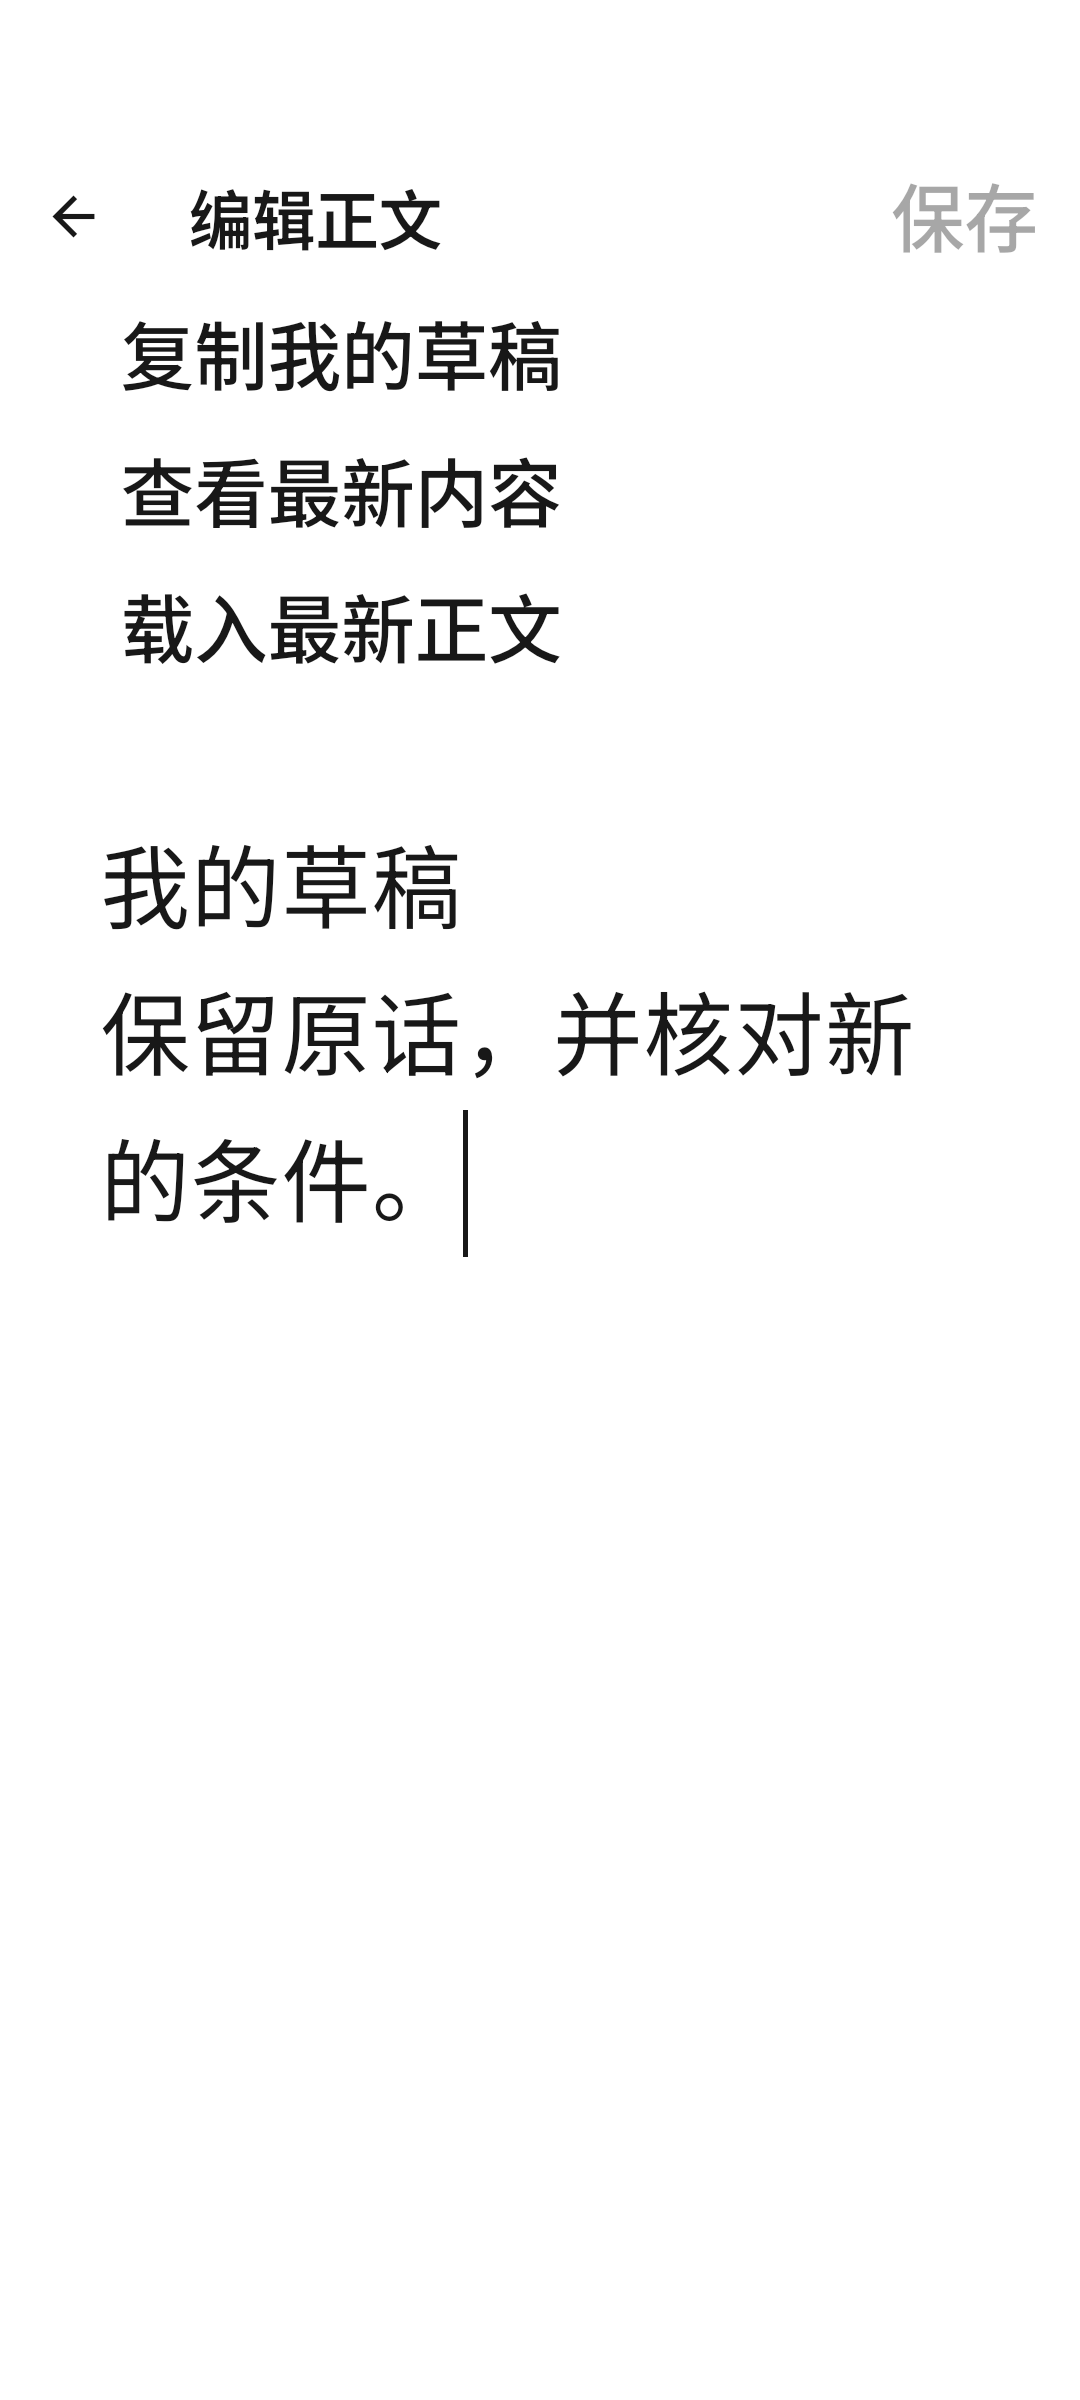 编辑正文 保存
复制我的草稿
查看最新内容
载入最新正文
我的草稿
保留原话，并核对新
的条件。